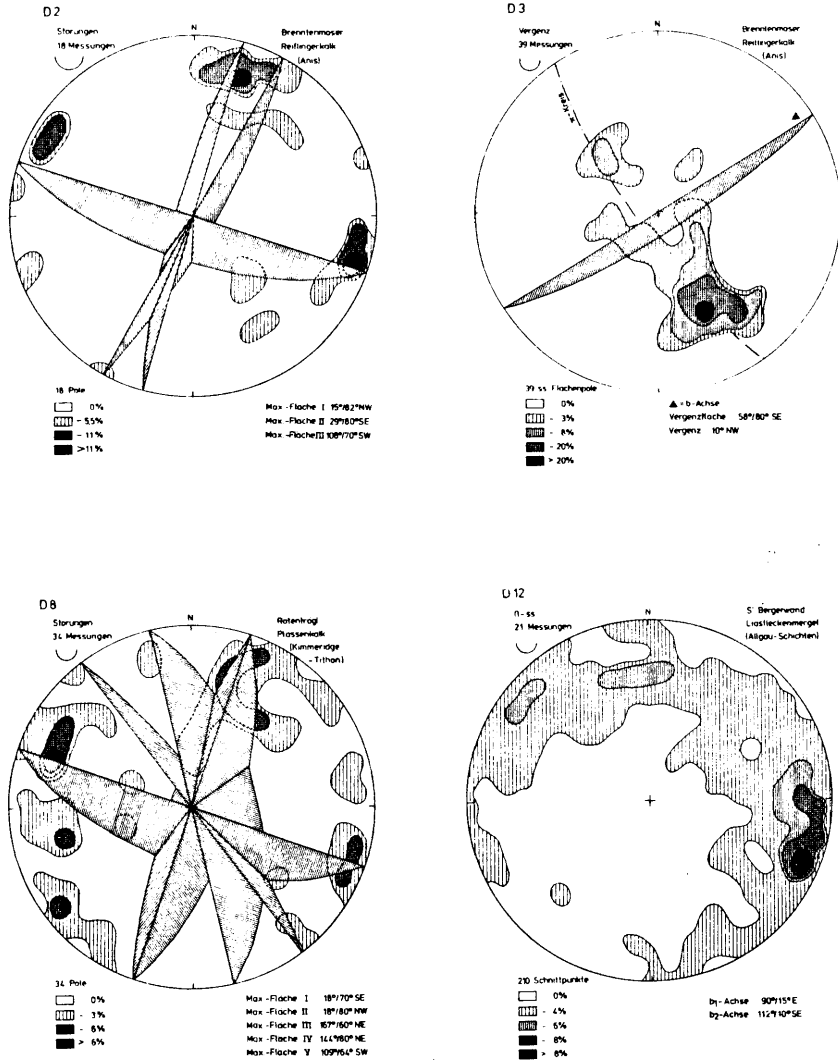 D2
Störungen
18 Messungen
N
Brenntenmoser
Reiflingerkalk
(Anis)
18 Pole
0%
- 5,5%
- 11%
>11%
Max-Fläche I 15°/82°NW
Max-Fläche II 29°/80°SE
Max-Fläche III 108°/70°SW
D3
Vergenz
39 Messungen
N
Brenntenmoser
Reiflingerkalk
(Anis)
π-Kreis
39 ss Flächenpole
0%
- 3%
- 8%
- 20%
> 20%
▲ = b-Achse
Vergenzfläche 58°/80° SE
Vergenz 10° NW
D8
Störungen
34 Messungen
N
Rotenkogl
Plassenkalk
(Kimmeridge
-Tithon)
34 Pole
0%
- 3%
- 6%
> 6%
Max-Fläche I 18°/70° SE
Max-Fläche II 18°/80° NW
Max-Fläche III 167°/60° NE
Max-Fläche IV 144°/80° NE
Max-Fläche V 109°/64° SW
D12
ss
21 Messungen
N
S' Bergerwand
Liasfleckenmergel
(Allgäu-Schichten)
210 Schnittpunkte
0%
- 4%
- 6%
- 8%
> 8%
b₁-Achse 90°/15°E
b₂-Achse 112°/10°SE